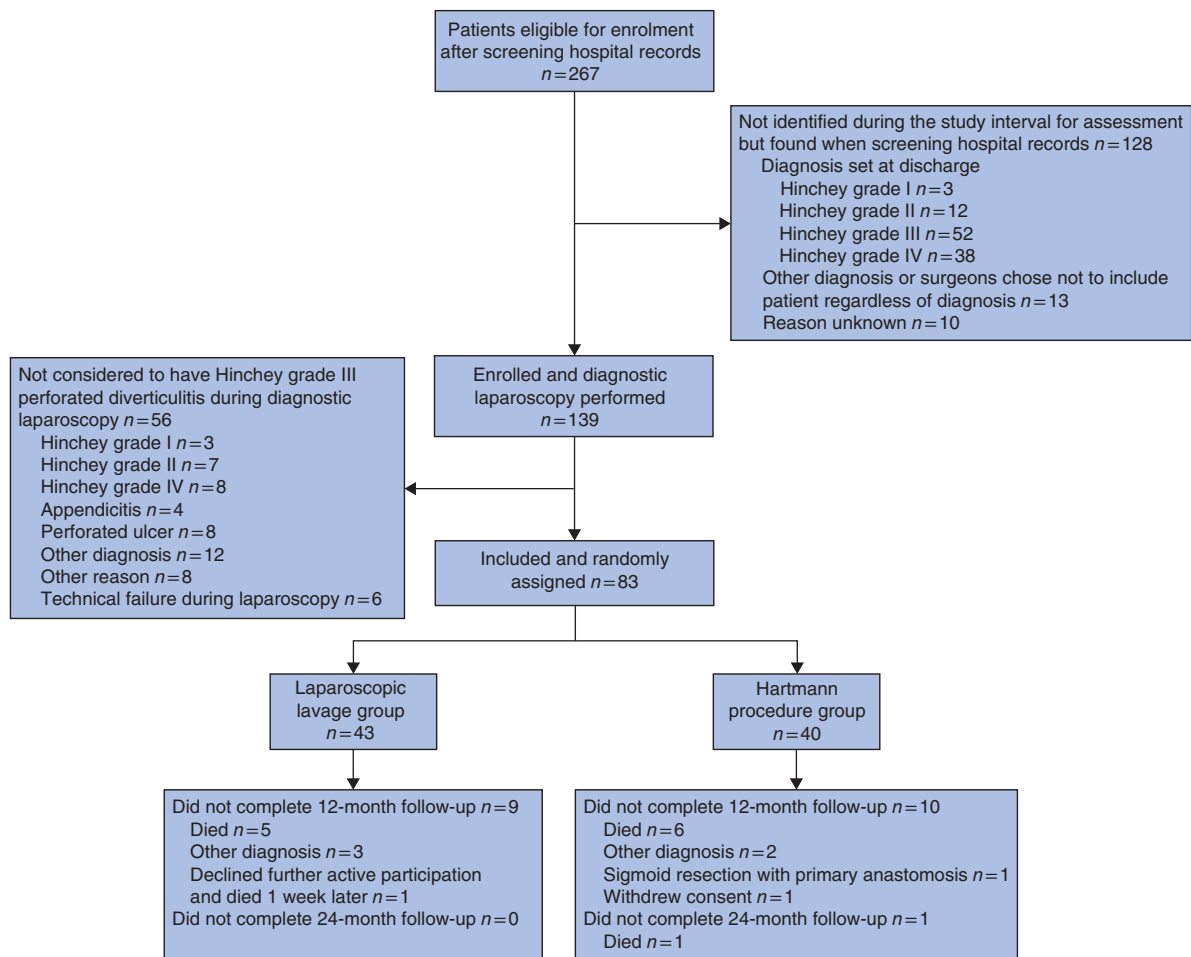 Patients eligible for enrolment
after screening hospital records
n=267
Not identified during the study interval for assessment
but found when screening hospital records n=128
Diagnosis set at discharge
Hinchey grade I n=3
Hinchey grade II n=12
Hinchey grade III n=52
Hinchey grade IV n=38
Other diagnosis or surgeons chose not to include
patient regardless of diagnosis n=13
Reason unknown n=10
Enrolled and diagnostic
laparoscopy performed
n=139
Not considered to have Hinchey grade III
perforated diverticulitis during diagnostic
laparoscopy n=56
Hinchey grade I n=3
Hinchey grade II n=7
Hinchey grade IV n=8
Appendicitis n=4
Perforated ulcer n=8
Other diagnosis n=12
Other reason n=8
Technical failure during laparoscopy n=6
Included and randomly
assigned n=83
Laparoscopic
lavage group
n=43
Hartmann
procedure group
n=40
Did not complete 12-month follow-up n=9
Died n=5
Other diagnosis n=3
Declined further active participation
and died 1 week later n=1
Did not complete 24-month follow-up n=0
Did not complete 12-month follow-up n=10
Died n=6
Other diagnosis n=2
Sigmoid resection with primary anastomosis n=1
Withdrew consent n=1
Did not complete 24-month follow-up n=1
Died n=1